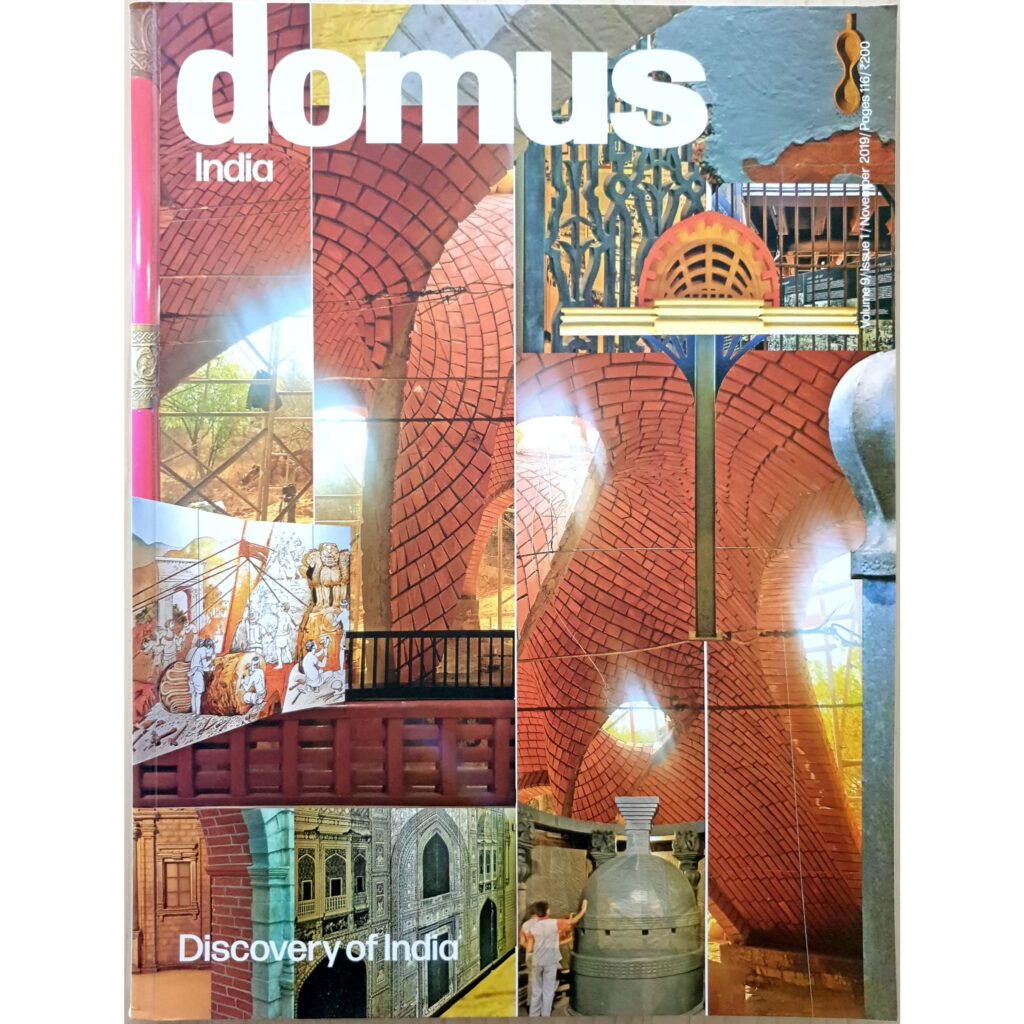 domus
India
Volume 9/Issue 1/November 2019/Pages 116/₹200
Discovery of India